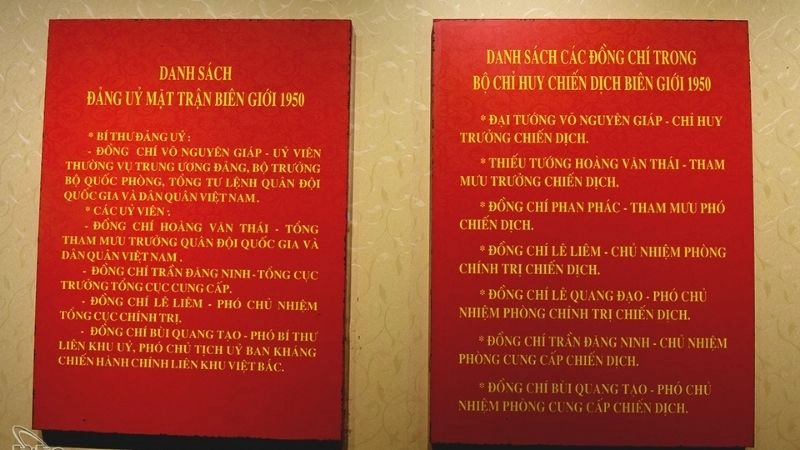 DANH SÁCH
ĐẢNG UỶ MẶT TRẬN BIÊN GIỚI 1950
* BÍ THƯ ĐẢNG UỶ :
- ĐỒNG CHÍ VÕ NGUYÊN GIÁP - UỶ VIÊN
THƯỜNG VỤ TRUNG ƯƠNG ĐẢNG, BỘ TRƯỞNG
BỘ QUỐC PHÒNG, TỔNG TƯ LỆNH QUÂN ĐỘI
QUỐC GIA VÀ DÂN QUÂN VIỆT NAM .
* CÁC UỶ VIÊN :
- ĐỒNG CHÍ HOÀNG VĂN THÁI - TỔNG
THAM MƯU TRƯỞNG QUÂN ĐỘI QUỐC GIA VÀ
DÂN QUÂN VIỆT NAM .
- ĐỒNG CHÍ TRẦN ĐĂNG NINH - TỔNG CỤC
TRƯỞNG TỔNG CỤC CUNG CẤP.
- ĐỒNG CHÍ LÊ LIÊM - PHÓ CHỦ NHIỆM
TỔNG CỤC CHÍNH TRỊ.
- ĐỒNG CHÍ BÙI QUANG TẠO - PHÓ BÍ THƯ
LIÊN KHU UỶ, PHÓ CHỦ TỊCH UỶ BAN KHÁNG
CHIẾN HÀNH CHÍNH LIÊN KHU VIỆT BẮC.
DANH SÁCH CÁC ĐỒNG CHÍ TRONG
BỘ CHỈ HUY CHIẾN DỊCH BIÊN GIỚI 1950
* ĐẠI TƯỚNG VÕ NGUYÊN GIÁP - CHỈ HUY
TRƯỞNG CHIẾN DỊCH.
* THIẾU TƯỚNG HOÀNG VĂN THÁI - THAM
MƯU TRƯỞNG CHIẾN DỊCH.
* ĐỒNG CHÍ PHAN PHÁC - THAM MƯU PHÓ
CHIẾN DỊCH.
* ĐỒNG CHÍ LÊ LIÊM - CHỦ NHIỆM PHÒNG
CHÍNH TRỊ CHIẾN DỊCH.
* ĐỒNG CHÍ LÊ QUANG ĐẠO - PHÓ CHỦ
NHIỆM PHÒNG CHÍNH TRỊ CHIẾN DỊCH.
* ĐỒNG CHÍ TRẦN ĐĂNG NINH - CHỦ NHIỆM
PHÒNG CUNG CẤP CHIẾN DỊCH.
* ĐỒNG CHÍ BÙI QUANG TẠO - PHÓ CHỦ
NHIỆM PHÒNG CUNG CẤP CHIẾN DỊCH.